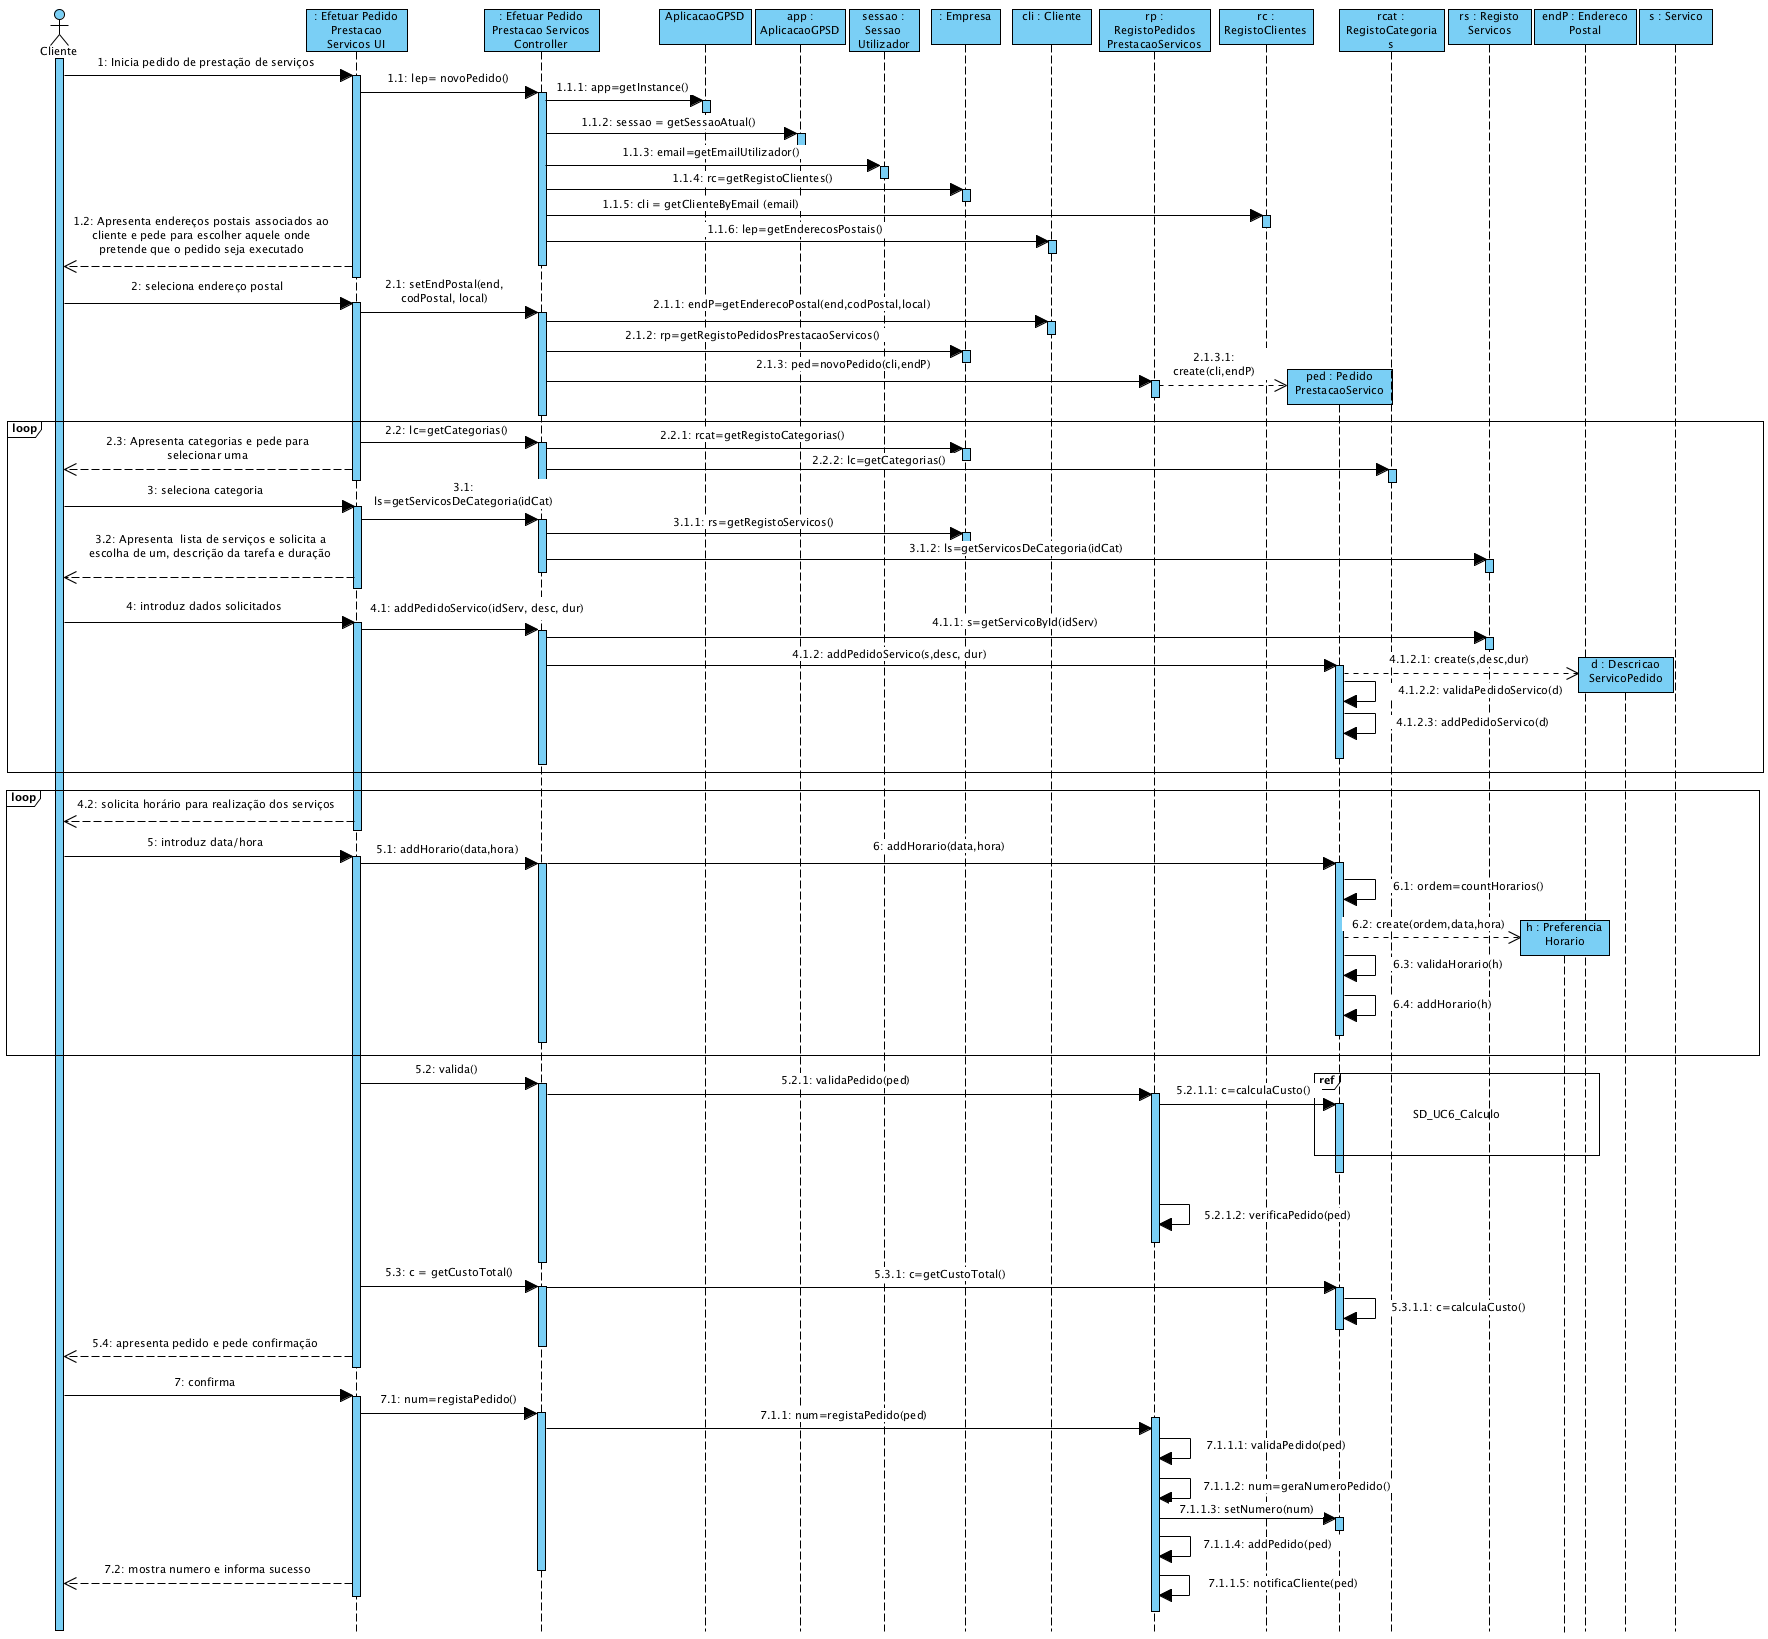 Cliente
: Efetuar Pedido
Prestacao
Servicos UI
: Efetuar Pedido
Prestacao Servicos
Controller
AplicacaoGPSD
app :
AplicacaoGPSD
sessao :
Sessao
Utilizador
: Empresa
cli : Cliente
rp :
RegistoPedidos
PrestacaoServicos
rc :
RegistoClientes
rcat :
RegistoCategoria
s
rs : Registo
Servicos
endP : Endereco
Postal
s : Servico
1: Inicia pedido de prestação de serviços
1.1: lep= novoPedido()
1.1.1: app=getInstance()
1.1.2: sessao = getSessaoAtual()
1.1.3: email=getEmailUtilizador()
1.1.4: rc=getRegistoClientes()
1.1.5: cli = getClienteByEmail (email)
1.1.6: lep=getEnderecosPostais()
1.2: Apresenta endereços postais associados ao
cliente e pede para escolher aquele onde
pretende que o pedido seja executado
2: seleciona endereço postal
2.1: setEndPostal(end,
codPostal, local)
2.1.1: endP=getEnderecoPostal(end,codPostal,local)
2.1.2: rp=getRegistoPedidosPrestacaoServicos()
2.1.3: ped=novoPedido(cli,endP)
2.1.3.1:
create(cli,endP)
ped : Pedido
PrestacaoServico
loop
2.2: lc=getCategorias()
2.2.1: rcat=getRegistoCategorias()
2.3: Apresenta categorias e pede para
selecionar uma
2.2.2: lc=getCategorias()
3: seleciona categoria
3.1:
ls=getServicosDeCategoria(idCat)
3.1.1: rs=getRegistoServicos()
3.2: Apresenta  lista de serviços e solicita a
escolha de um, descrição da tarefa e duração
3.1.2: ls=getServicosDeCategoria(idCat)
4: introduz dados solicitados
4.1: addPedidoServico(idServ, desc, dur)
4.1.1: s=getServicoById(idServ)
4.1.2: addPedidoServico(s,desc, dur)
4.1.2.1: create(s,desc,dur)
d : Descricao
ServicoPedido
4.1.2.2: validaPedidoServico(d)
4.1.2.3: addPedidoServico(d)
loop
4.2: solicita horário para realização dos serviços
5: introduz data/hora
5.1: addHorario(data,hora)
6: addHorario(data,hora)
6.1: ordem=countHorarios()
6.2: create(ordem,data,hora)
h : Preferencia
Horario
6.3: validaHorario(h)
6.4: addHorario(h)
5.2: valida()
5.2.1: validaPedido(ped)
5.2.1.1: c=calculaCusto()
ref
SD_UC6_Calculo
5.2.1.2: verificaPedido(ped)
5.3: c = getCustoTotal()
5.3.1: c=getCustoTotal()
5.3.1.1: c=calculaCusto()
5.4: apresenta pedido e pede confirmação
7: confirma
7.1: num=registaPedido()
7.1.1: num=registaPedido(ped)
7.1.1.1: validaPedido(ped)
7.1.1.2: num=geraNumeroPedido()
7.1.1.3: setNumero(num)
7.1.1.4: addPedido(ped)
7.2: mostra numero e informa sucesso
7.1.1.5: notificaCliente(ped)